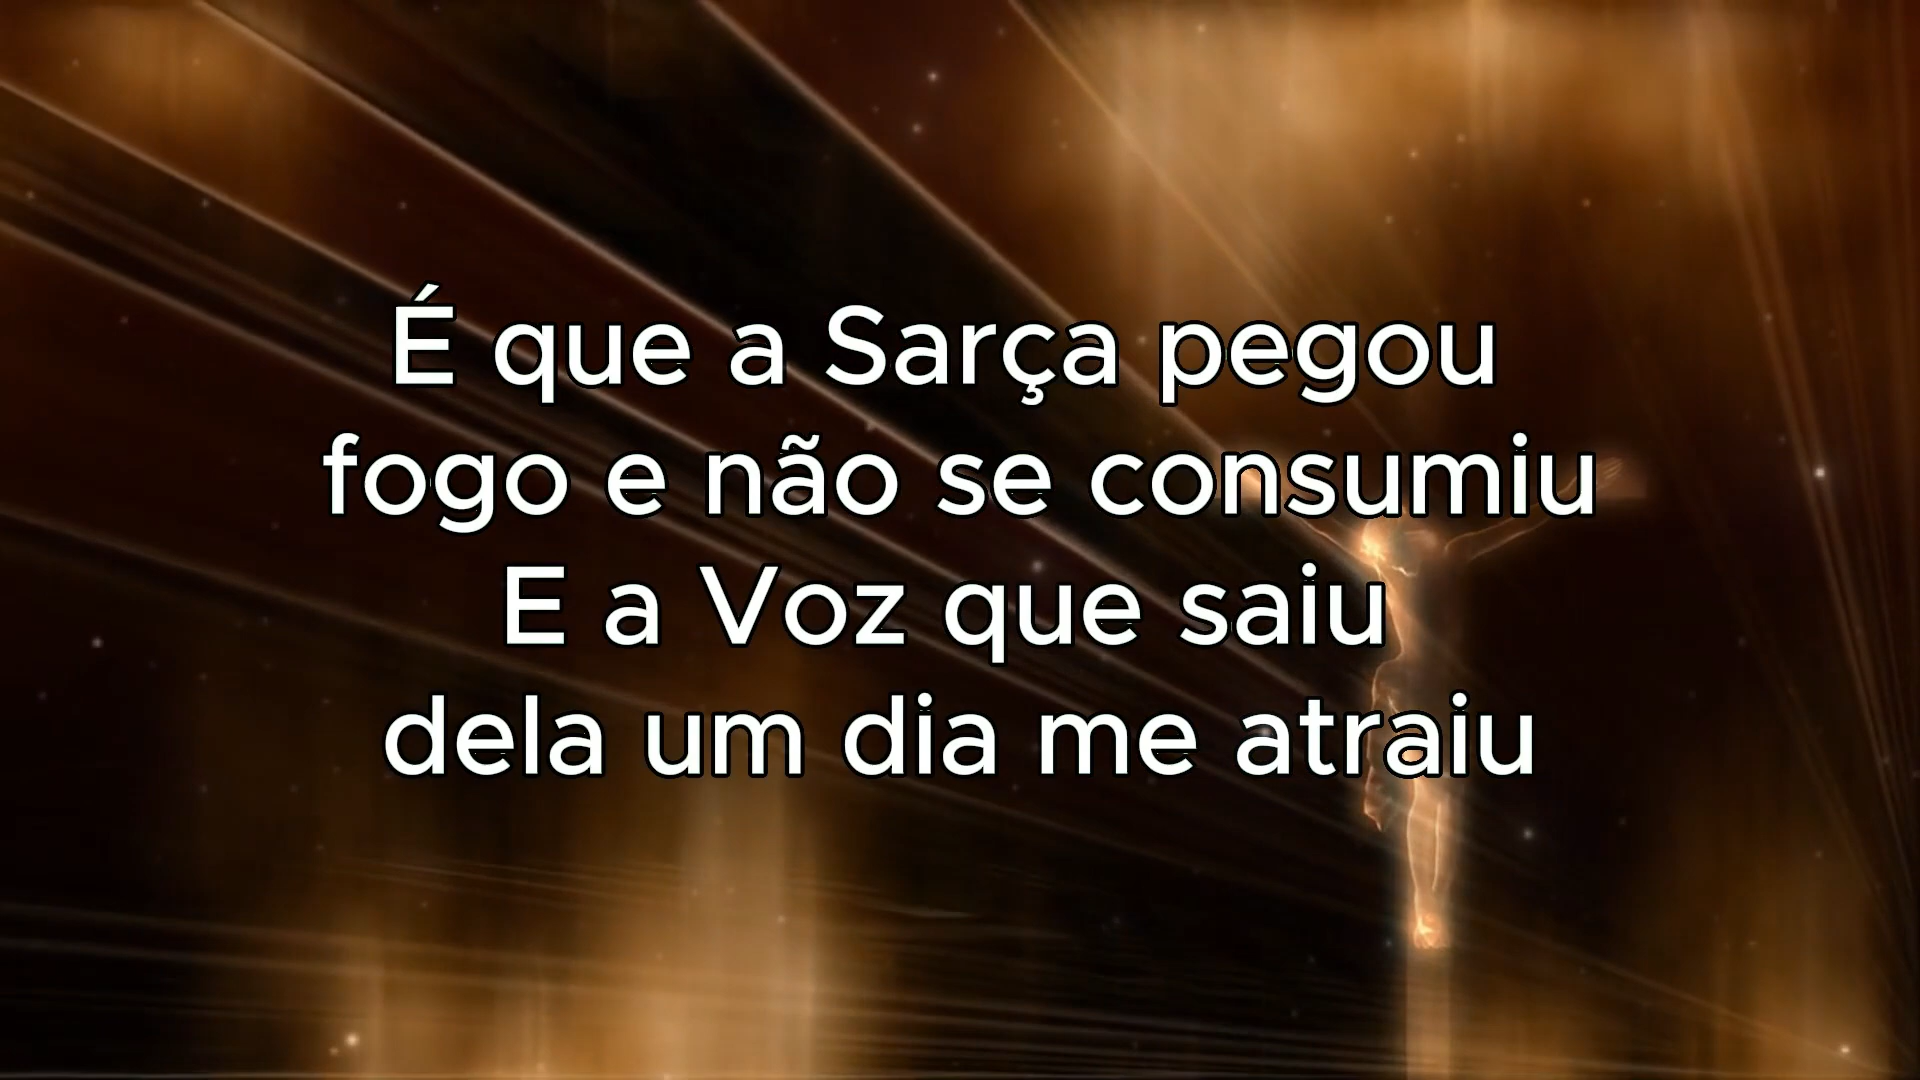 É que a Sarça pegou
fogo e não se consumiu
E a Voz que saiu
dela um dia me atraiu